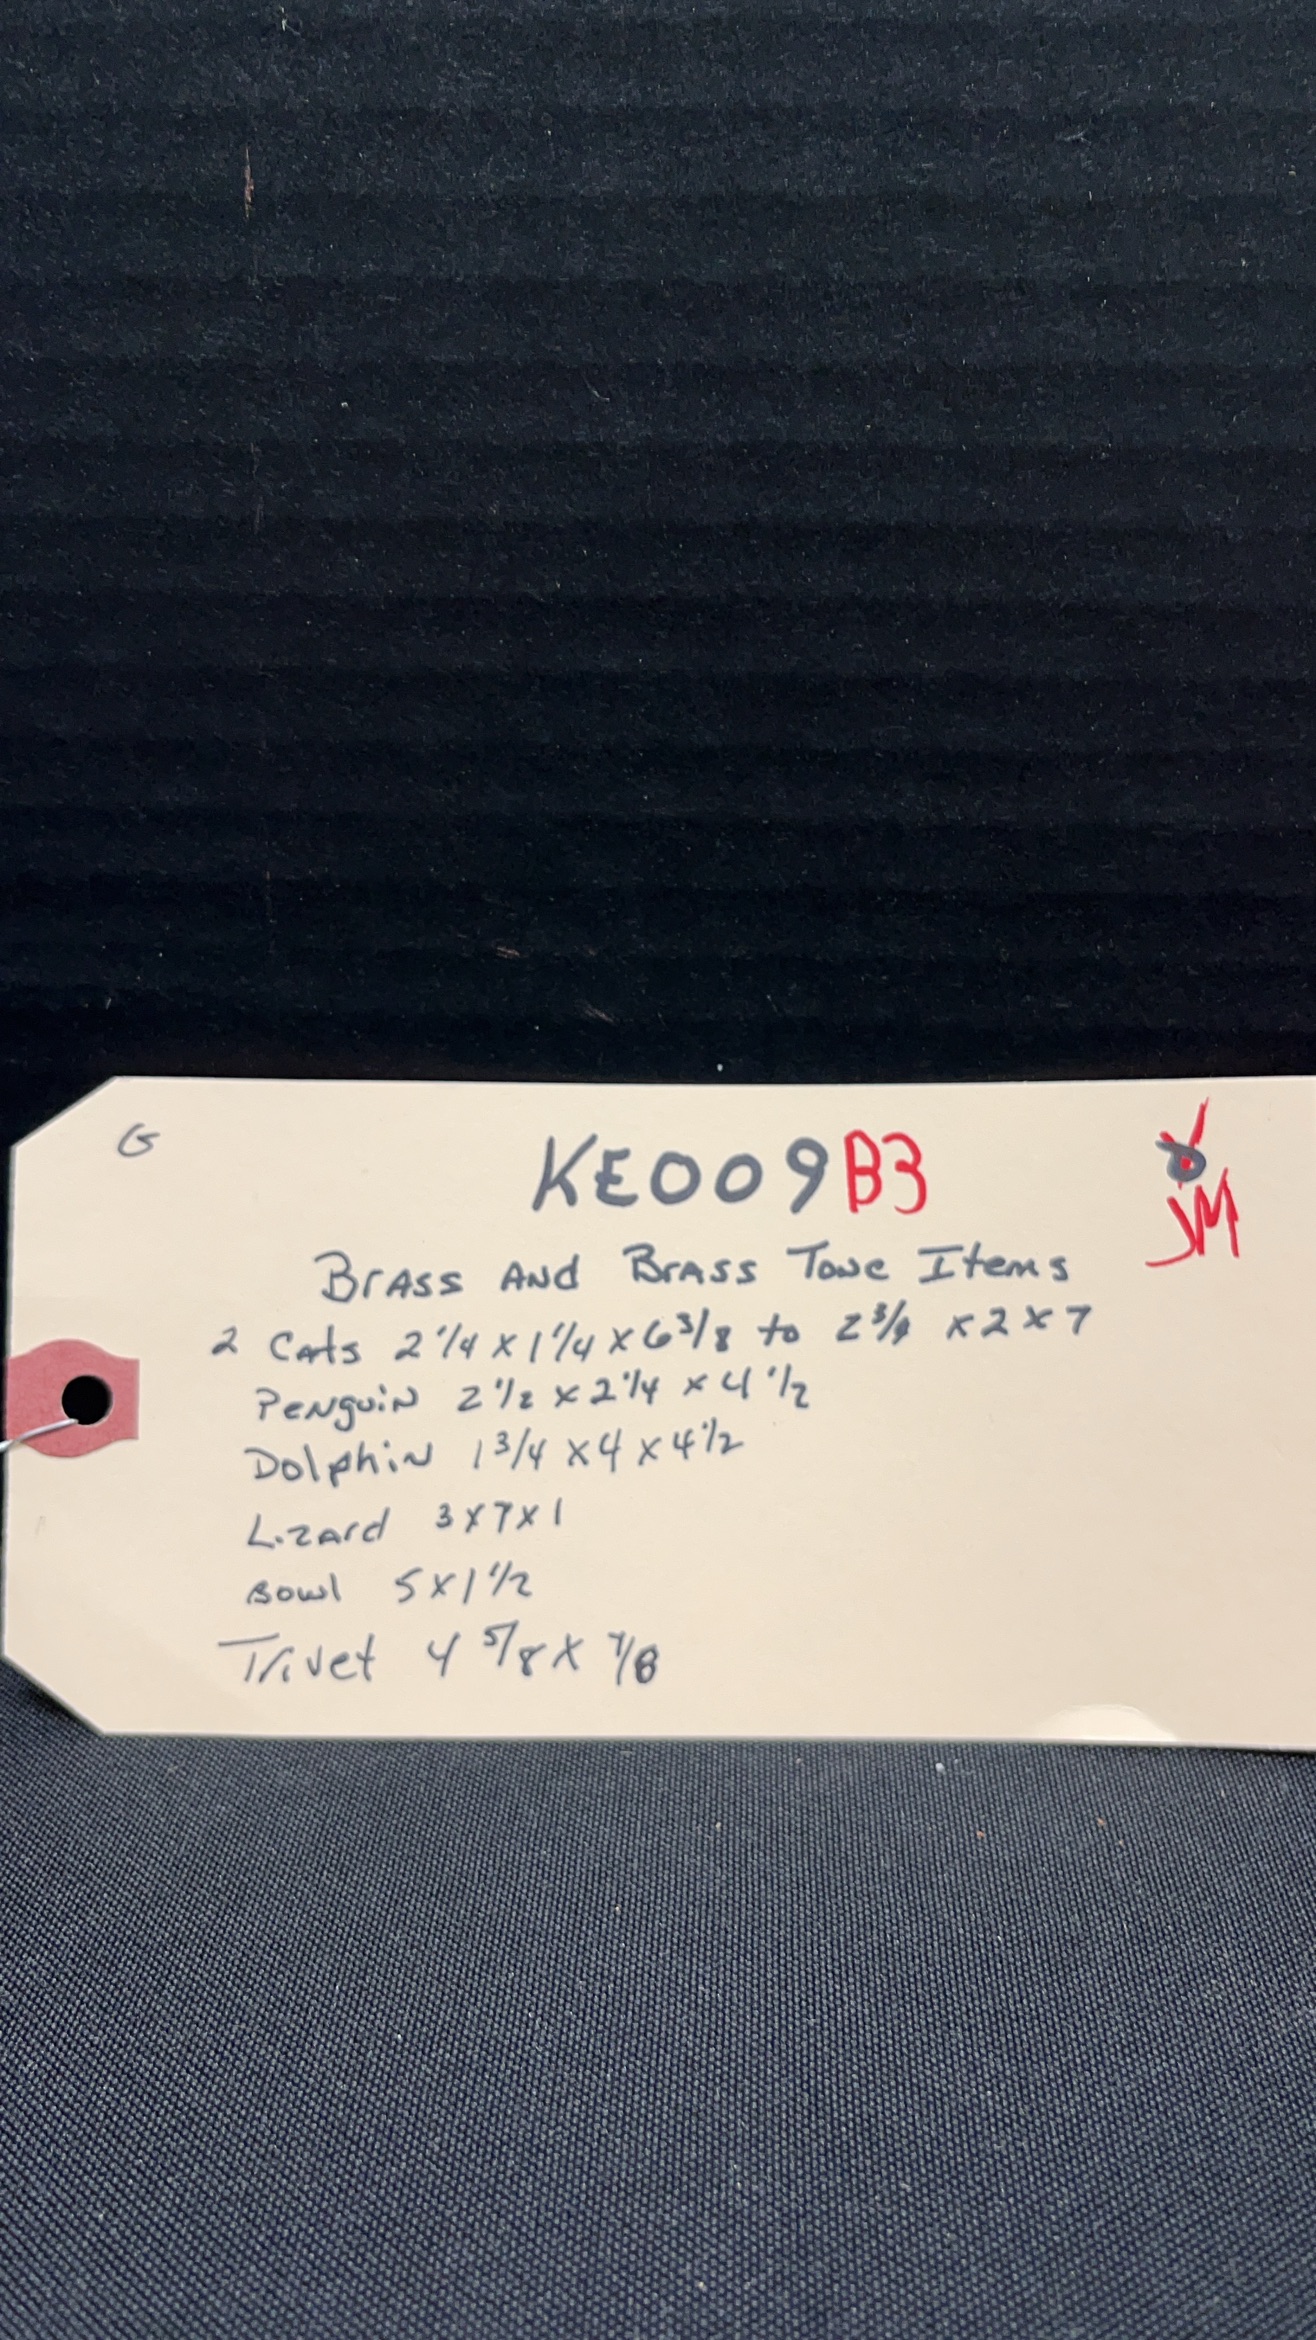 G
KE009B3
JM
Brass And Brass Tone Items
2 Cats 2 1/4 x 1 1/4 x 6 3/8 to 2 3/4 x 2 x 7
Penguin 2 1/2 x 2 1/4 x 4 1/2
Dolphin 1 3/4 x 4 x 4 1/2
Lizard 3 x 7 x 1
Bowl 5 x 1 1/2
Trivet 4 5/8 x 7/8